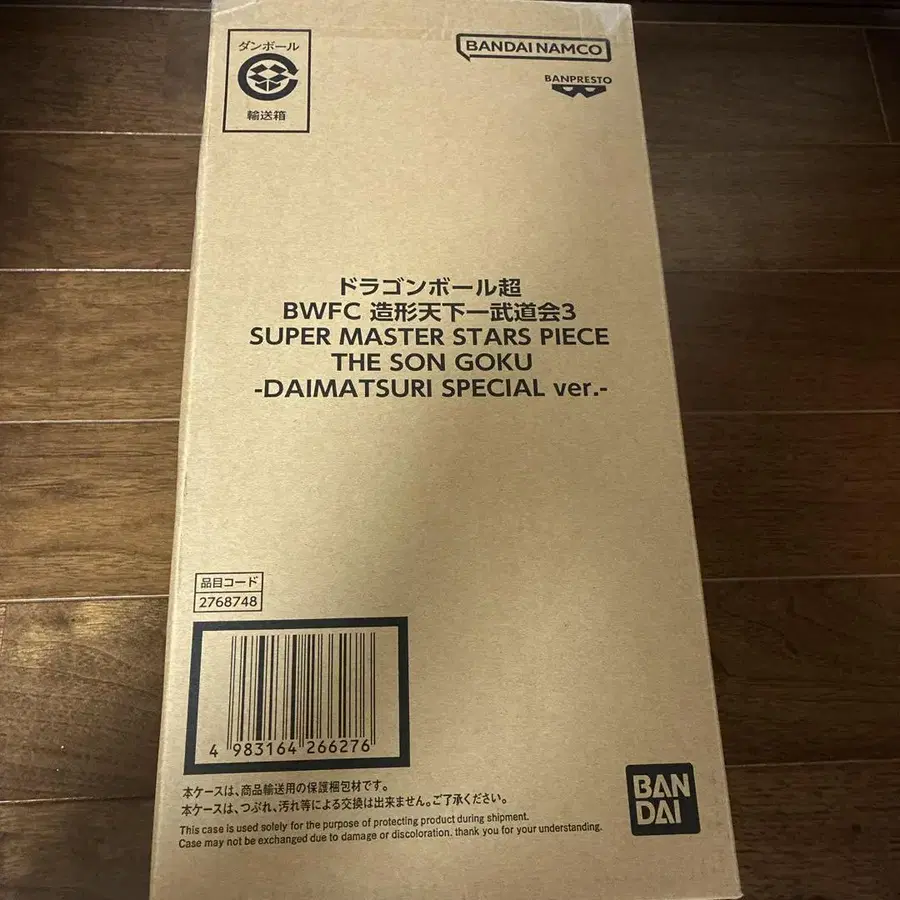 ダンボール
輸送箱
BANDAI NAMCO
BANPRESTO
ドラゴンボール超
BWFC 造形天下一武道会3
SUPER MASTER STARS PIECE
THE SON GOKU
-DAIMATSURI SPECIAL ver.-
品目コード
2768748
4 983164 266276
本ケースは、商品輸送用の保護梱包材です。
本ケースは、つぶれ、汚れ等による交換は出来ません。ご了承ください。
This case is used solely for the purpose of protecting product during shipment.
Case may not be exchanged due to damage or discoloration. thank you for your understanding.
BAN
DAI